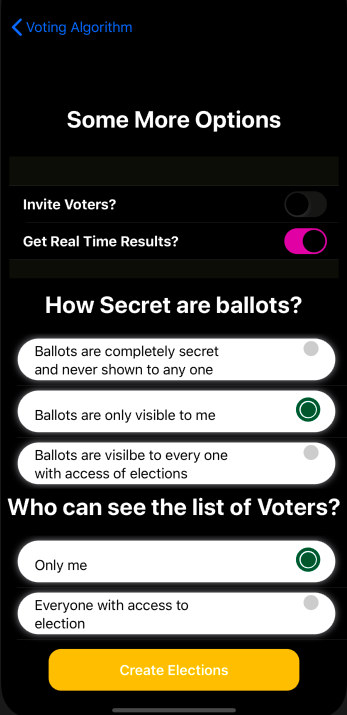 Voting Algorithm
Some More Options
Invite Voters?
Get Real Time Results?
How Secret are ballots?
Ballots are completely secret
and never shown to any one
Ballots are only visible to me
Ballots are visilbe to every one
with access of elections
Who can see the list of Voters?
Only me
Everyone with access to
election
Create Elections